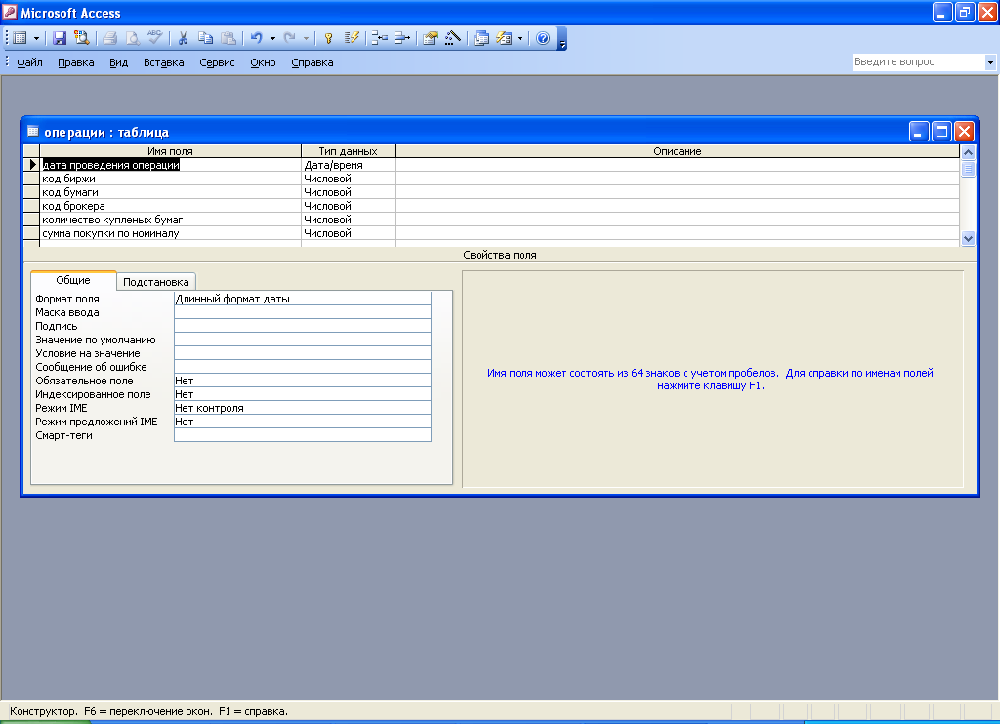 Microsoft Access
Файл Правка Вид Вставка Сервис Окно Справка Введите вопрос
операции : таблица
Имя поля Тип данных Описание
дата проведения операции Дата/время
код биржи Числовой
код бумаги Числовой
код брокера Числовой
количество купленых бумаг Числовой
сумма покупки по номиналу Числовой
Свойства поля
Общие Подстановка
Формат поля Длинный формат даты
Маска ввода
Подпись
Значение по умолчанию
Условие на значение
Сообщение об ошибке
Обязательное поле Нет
Индексированное поле Нет
Режим IME Нет контроля
Режим предложений IME Нет
Смарт-теги
Имя поля может состоять из 64 знаков с учетом пробелов. Для справки по именам полей
нажмите клавишу F1.
Конструктор. F6 = переключение окон. F1 = справка.